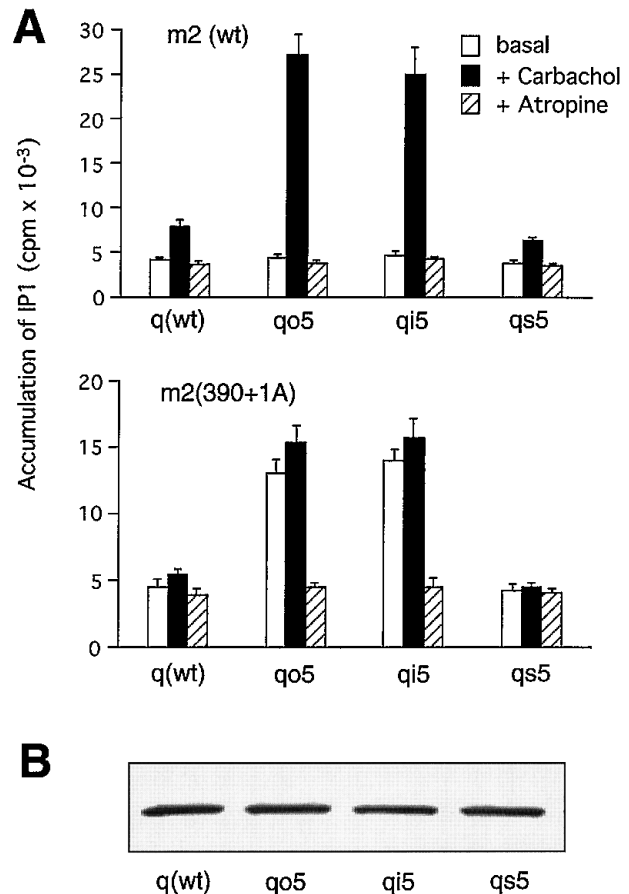 A
m2 (wt)
basal
+ Carbachol
+ Atropine
Accumulation of IP1 (cpm x 10-3)
30
25
20
15
10
5
0
q(wt) qo5 qi5 qs5
m2(390+1A)
20
15
10
5
0
q(wt) qo5 qi5 qs5
B
q(wt) qo5 qi5 qs5